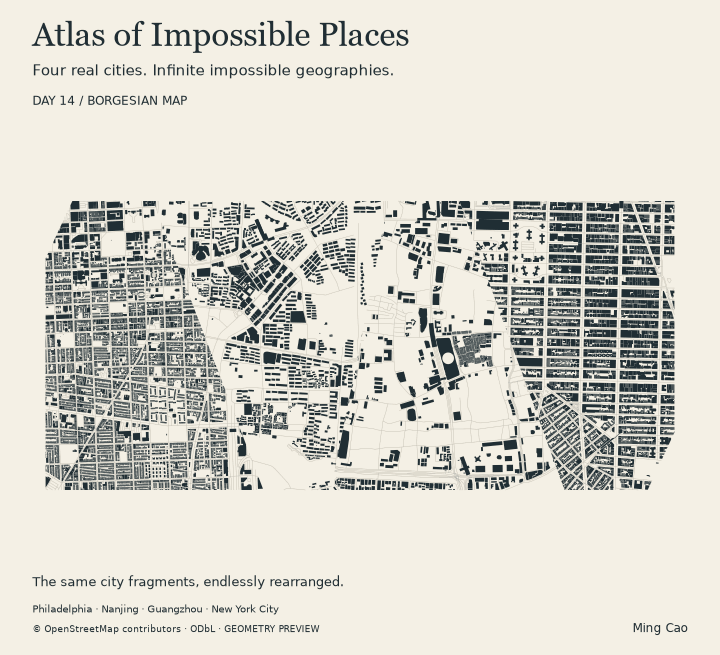 Atlas of Impossible Places
Four real cities. Infinite impossible geographies.
DAY 14 / BORGESIAN MAP
The same city fragments, endlessly rearranged.
Philadelphia · Nanjing · Guangzhou · New York City
© OpenStreetMap contributors · ODbL · GEOMETRY PREVIEW
Ming Cao